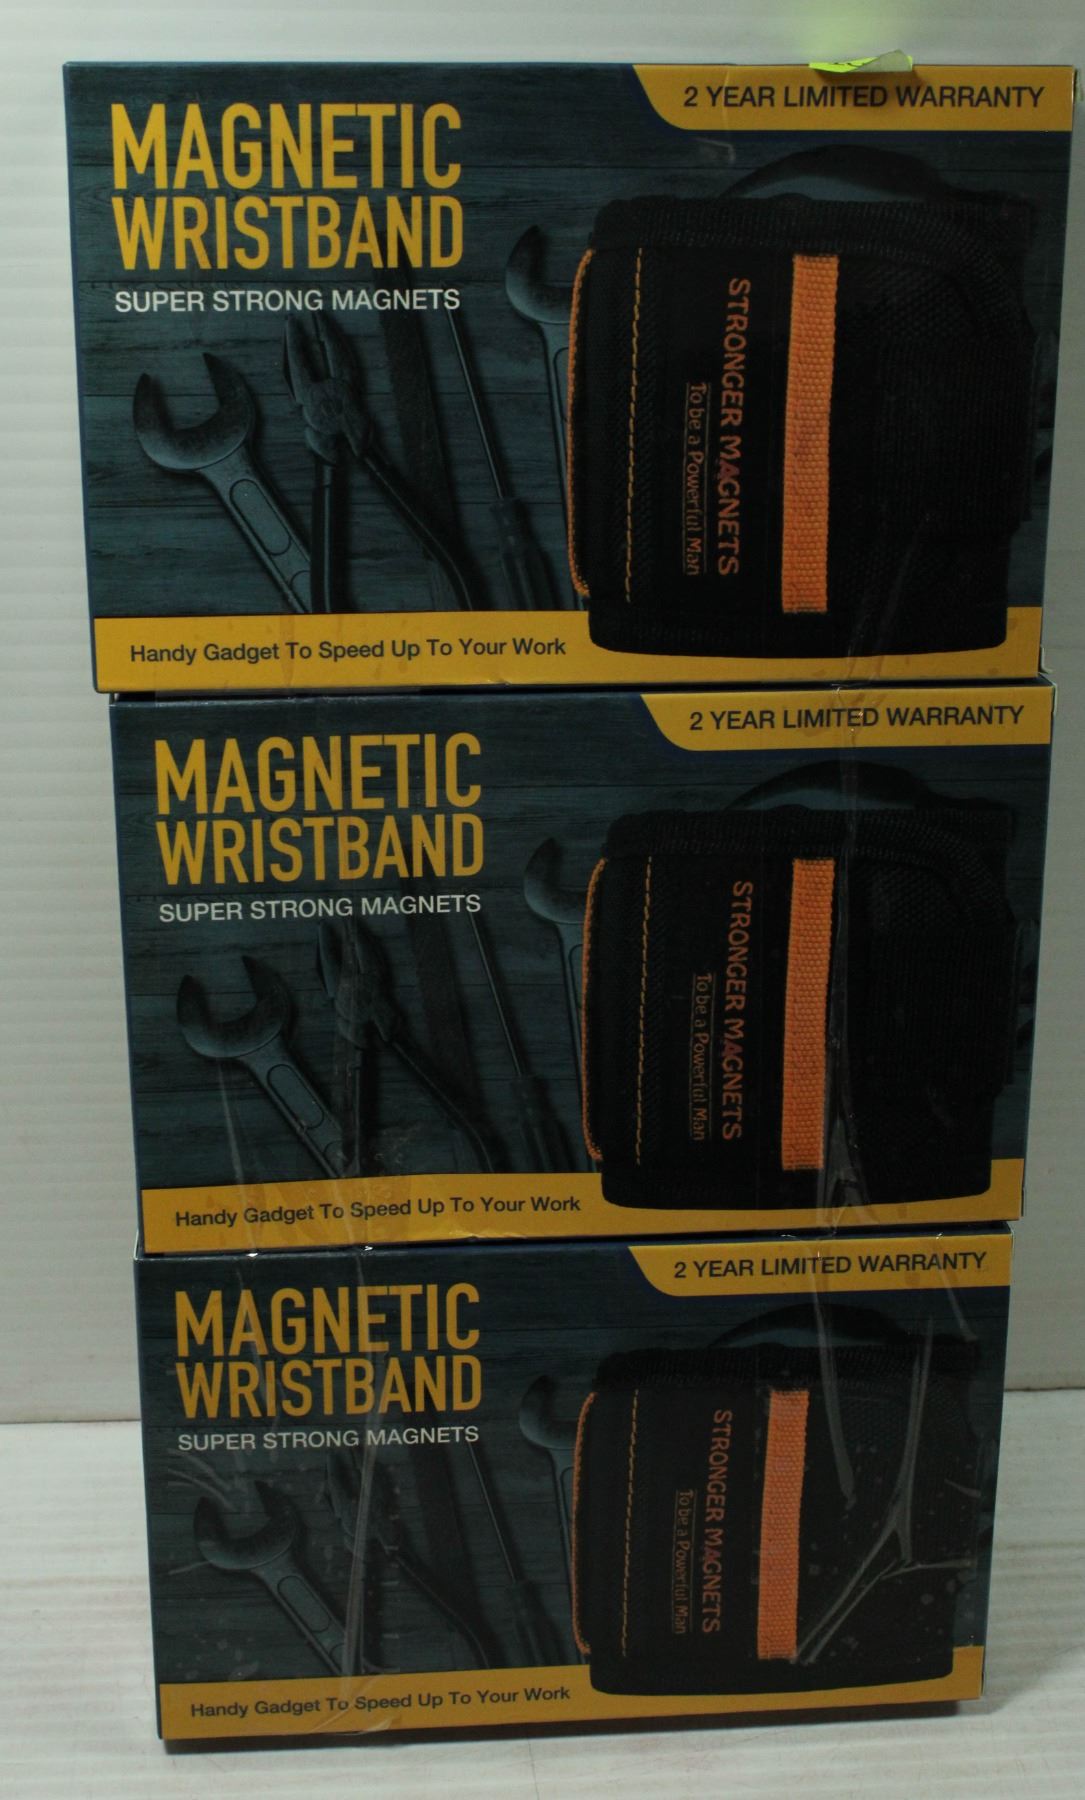 2 YEAR LIMITED WARRANTY
MAGNETIC
WRISTBAND
SUPER STRONG MAGNETS
STRONGER MAGNETS
To be a Powerful Man
Handy Gadget To Speed Up To Your Work
2 YEAR LIMITED WARRANTY
MAGNETIC
WRISTBAND
SUPER STRONG MAGNETS
STRONGER MAGNETS
To be a Powerful Man
Handy Gadget To Speed Up To Your Work
2 YEAR LIMITED WARRANTY
MAGNETIC
WRISTBAND
SUPER STRONG MAGNETS
STRONGER MAGNETS
To be a Powerful Man
Handy Gadget To Speed Up To Your Work